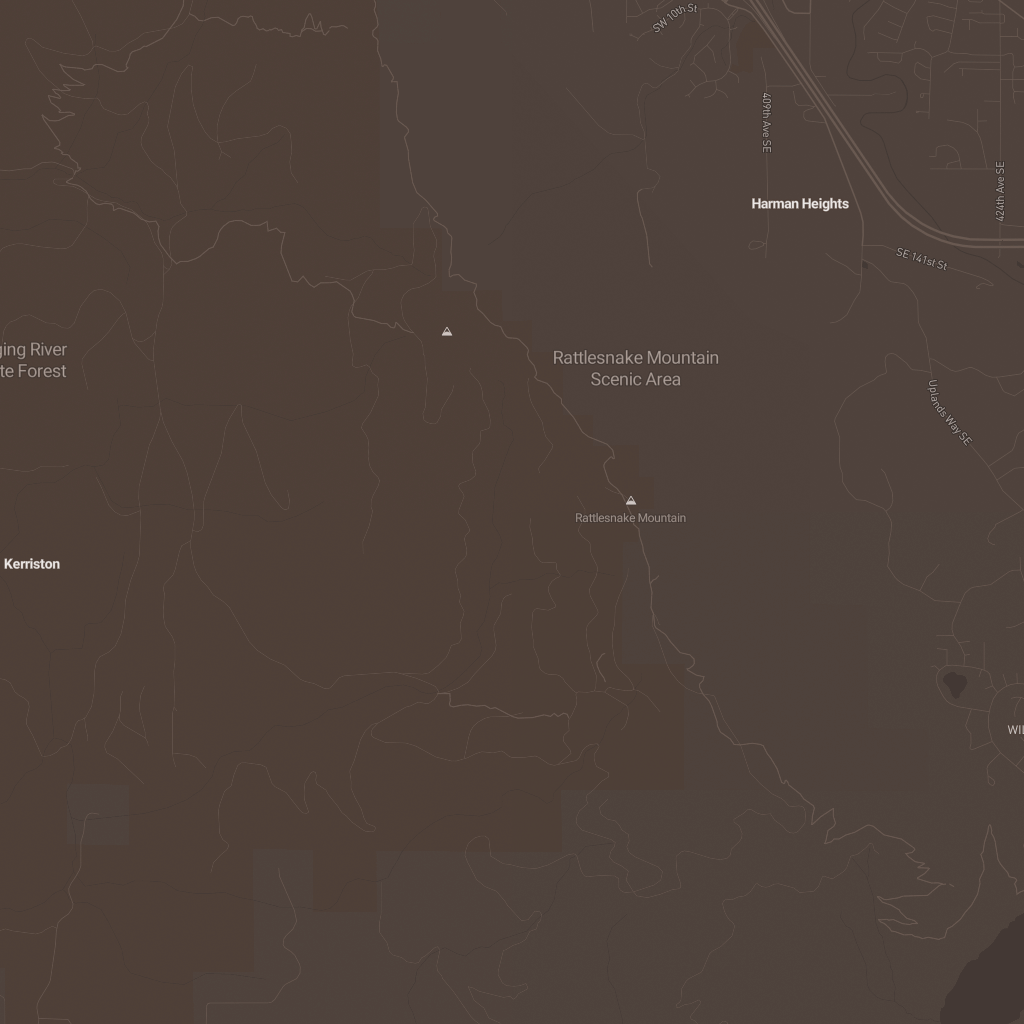 SW 10th St
409th Ave SE
Harman Heights
424th Ave SE
SE 141st St
ging River
te Forest
Rattlesnake Mountain
Scenic Area
Uplands Way SE
Rattlesnake Mountain
Kerriston
WIL